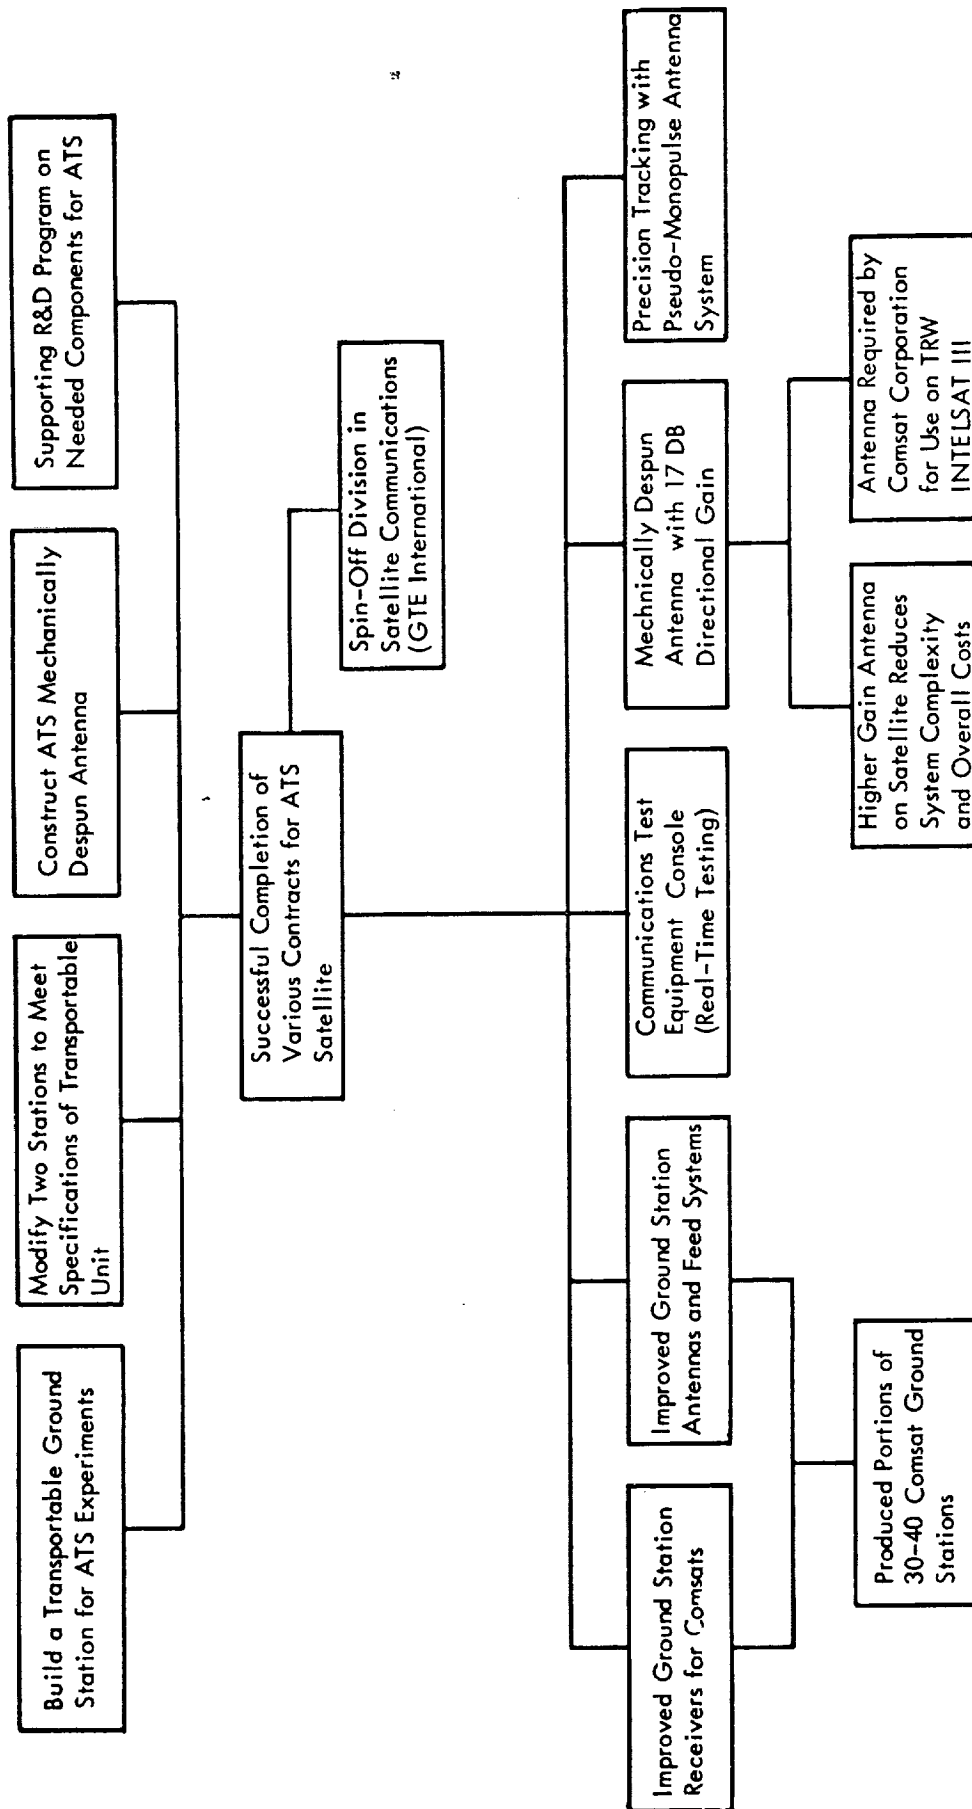 Build a Transportable Ground
Station for ATS Experiments
Modify Two Stations to Meet
Specifications of Transportable
Unit
Construct ATS Mechanically
Despun Antenna
Supporting R&D Program on
Needed Components for ATS
Successful Completion of
Various Contracts for ATS
Satellite
Spin-Off Division in
Satellite Communications
(GTE International)
Improved Ground Station
Receivers for Comsats
Improved Ground Station
Antennas and Feed Systems
Communications Test
Equipment Console
(Real-Time Testing)
Mechnically Despun
Antenna with 17 DB
Directional Gain
Precision Tracking with
Pseudo-Monopulse Antenna
System
Produced Portions of
30-40 Comsat Ground
Stations
Higher Gain Antenna
on Satellite Reduces
System Complexity
and Overall Costs
Antenna Required by
Comsat Corporation
for Use on TRW
INTELSAT III